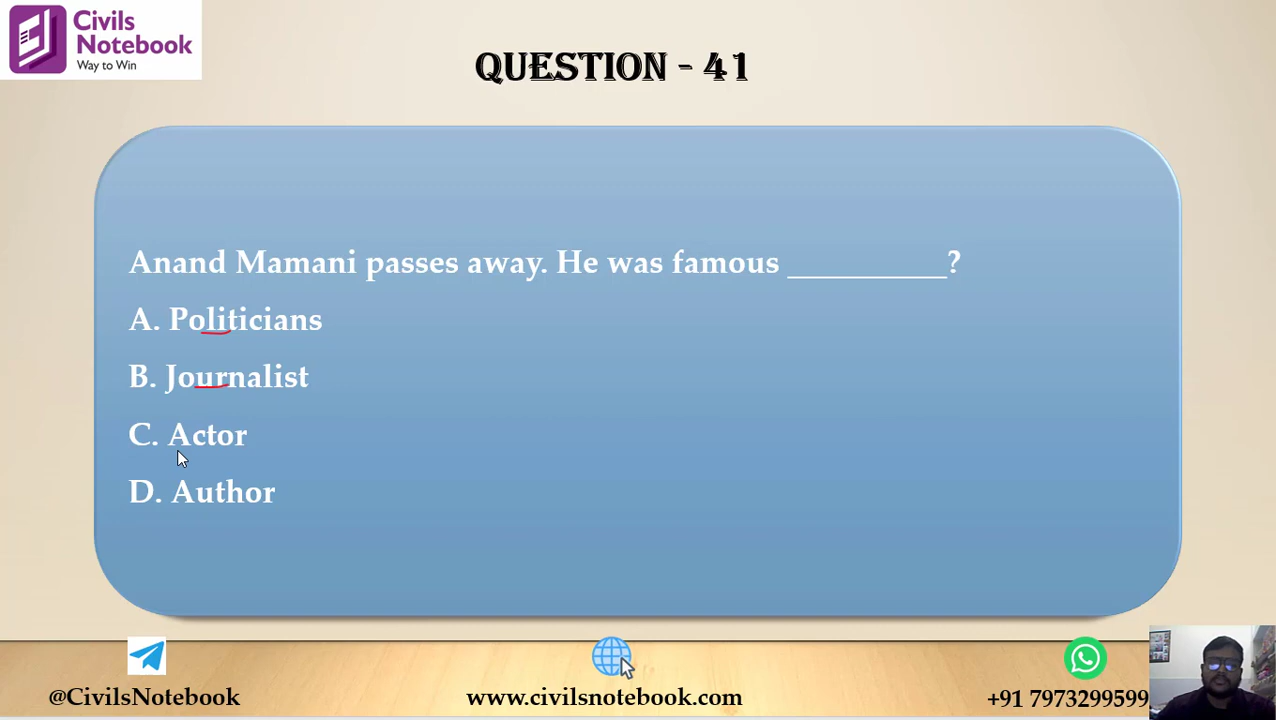 Civils
Notebook
Way to Win
QUESTION - 41
Anand Mamani passes away. He was famous __________?
A. Politicians
B. Journalist
C. Actor
D. Author
@CivilsNotebook
www.civilsnotebook.com
+91 7973299599